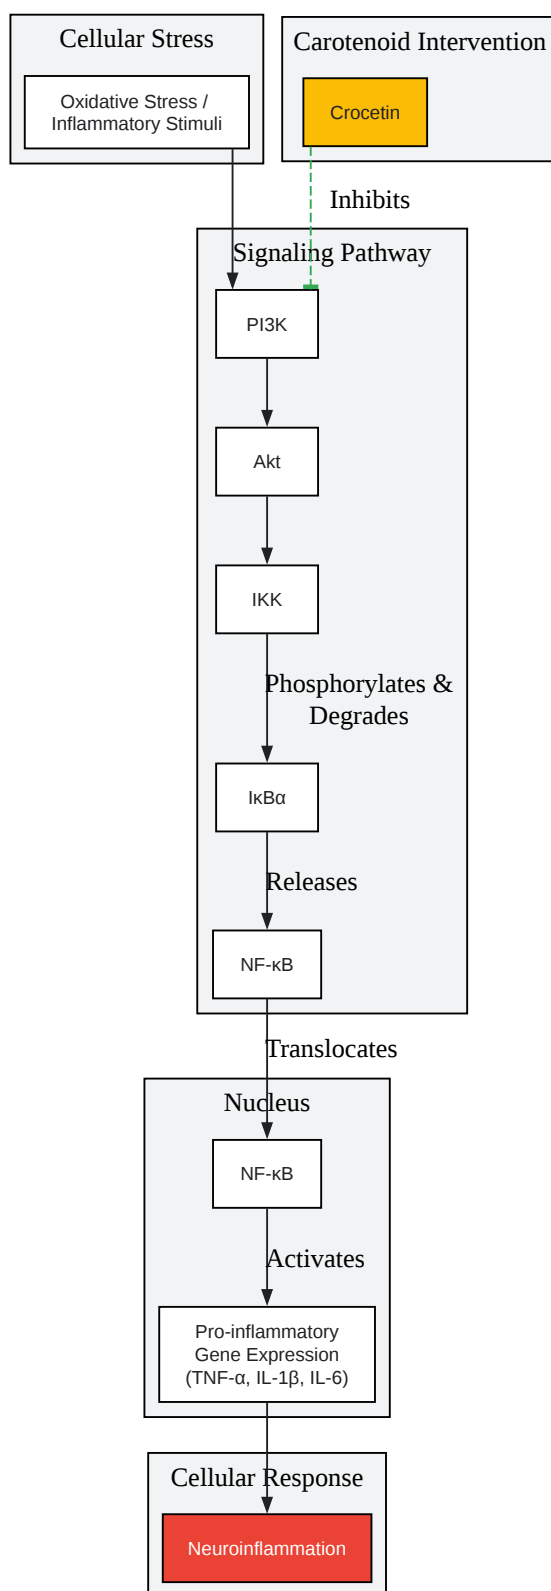 Cellular Stress
Oxidative Stress /
Inflammatory Stimuli
Carotenoid Intervention
Crocetin
Inhibits
Signaling Pathway
PI3K
Akt
IKK
Phosphorylates &
Degrades
IκBα
Releases
NF-κB
Translocates
Nucleus
NF-κB
Activates
Pro-inflammatory
Gene Expression
(TNF-α, IL-1β, IL-6)
Cellular Response
Neuroinflammation